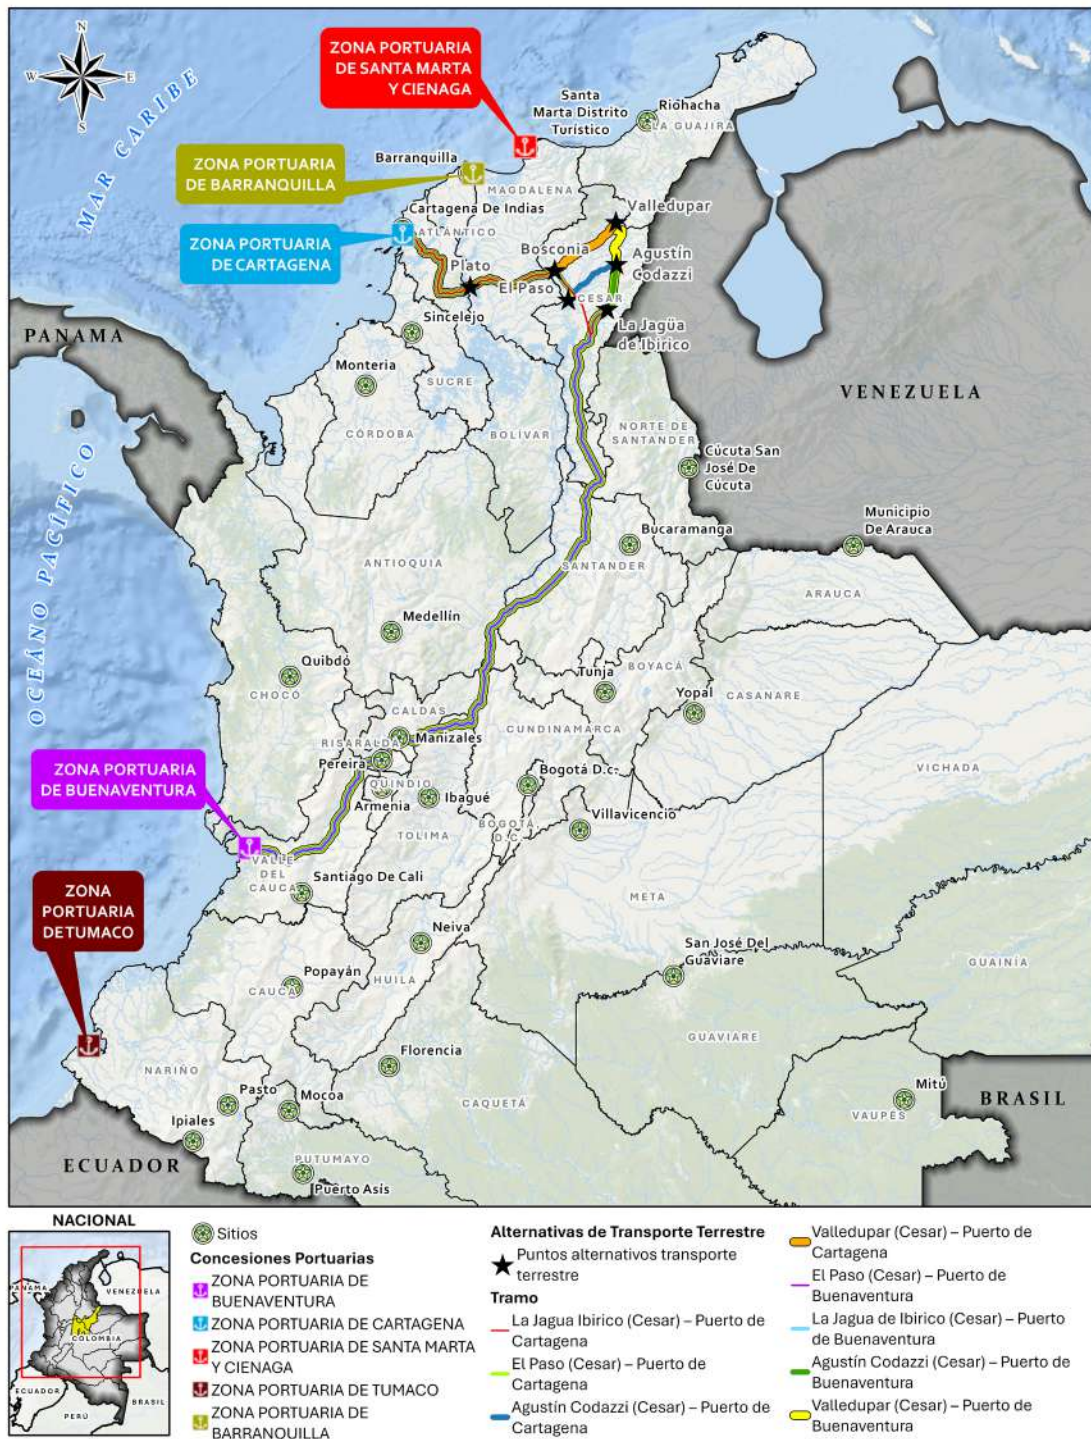 N
W
E
S
MAR CARIBE
ZONA PORTUARIA
DE SANTA MARTA
Y CIENAGA
Santa
Marta Distrito
Turístico
Riohacha
LA GUAJIRA
ZONA PORTUARIA
DE BARRANQUILLA
Barranquilla
MAGDALENA
Valledupar
Cartagena De Indias
ATLÁNTICO
ZONA PORTUARIA
DE CARTAGENA
Bosconia
Agustín
Codazzi
Plato
El Paso
CESAR
Sincelejo
La Jagüa
de Ibirico
PANAMA
Monteria
SUCRE
VENEZUELA
CÓRDOBA
BOLÍVAR
NORTE DE
SANTANDER
Cúcuta San
José De
Cúcuta
OCEÁNO PACÍFICO
Municipio
De Arauca
Bucaramanga
ANTIOQUIA
SANTANDER
ARAUCA
Medellín
Quibdó
CHOCÓ
BOYACÁ
Tunja
Yopal
CASANARE
CALDAS
CUNDINAMARCA
RISARALDA
Manizales
Pereira
ZONA PORTUARIA
DE BUENAVENTURA
VICHADA
QUINDIO
Bogotá D.c.
Armenia
Ibagué
BOGOTÁ
D.C.
Villavicencio
TOLIMA
VALLE
DEL
CAUCA
Santiago De Cali
META
ZONA
PORTUARIA
DETUMACO
Neiva
San José Del
Guaviare
GUAINÍA
Popayán
CAUCA
HUILA
GUAVIARE
Florencia
NARIÑO
Pasto
Mocoa
CAQUETÁ
Mitú
VAUPÉS
BRASIL
Ipiales
ECUADOR
PUTUMAYO
Puerto Asís
NACIONAL
PANAMA
VENEZUELA
COLOMBIA
ECUADOR
PERÚ
BRASIL
Sitios
Concesiones Portuarias
ZONA PORTUARIA DE
BUENAVENTURA
ZONA PORTUARIA DE CARTAGENA
ZONA PORTUARIA DE SANTA MARTA
Y CIENAGA
ZONA PORTUARIA DE TUMACO
ZONA PORTUARIA DE
BARRANQUILLA
Alternativas de Transporte Terrestre
Puntos alternativos transporte
terrestre
Tramo
La Jagua Ibirico (Cesar) – Puerto de
Cartagena
El Paso (Cesar) – Puerto de
Cartagena
Agustín Codazzi (Cesar) – Puerto de
Cartagena
Valledupar (Cesar) – Puerto de
Cartagena
El Paso (Cesar) – Puerto de
Buenaventura
La Jagua de Ibirico (Cesar) – Puerto
de Buenaventura
Agustín Codazzi (Cesar) – Puerto de
Buenaventura
Valledupar (Cesar) – Puerto de
Buenaventura